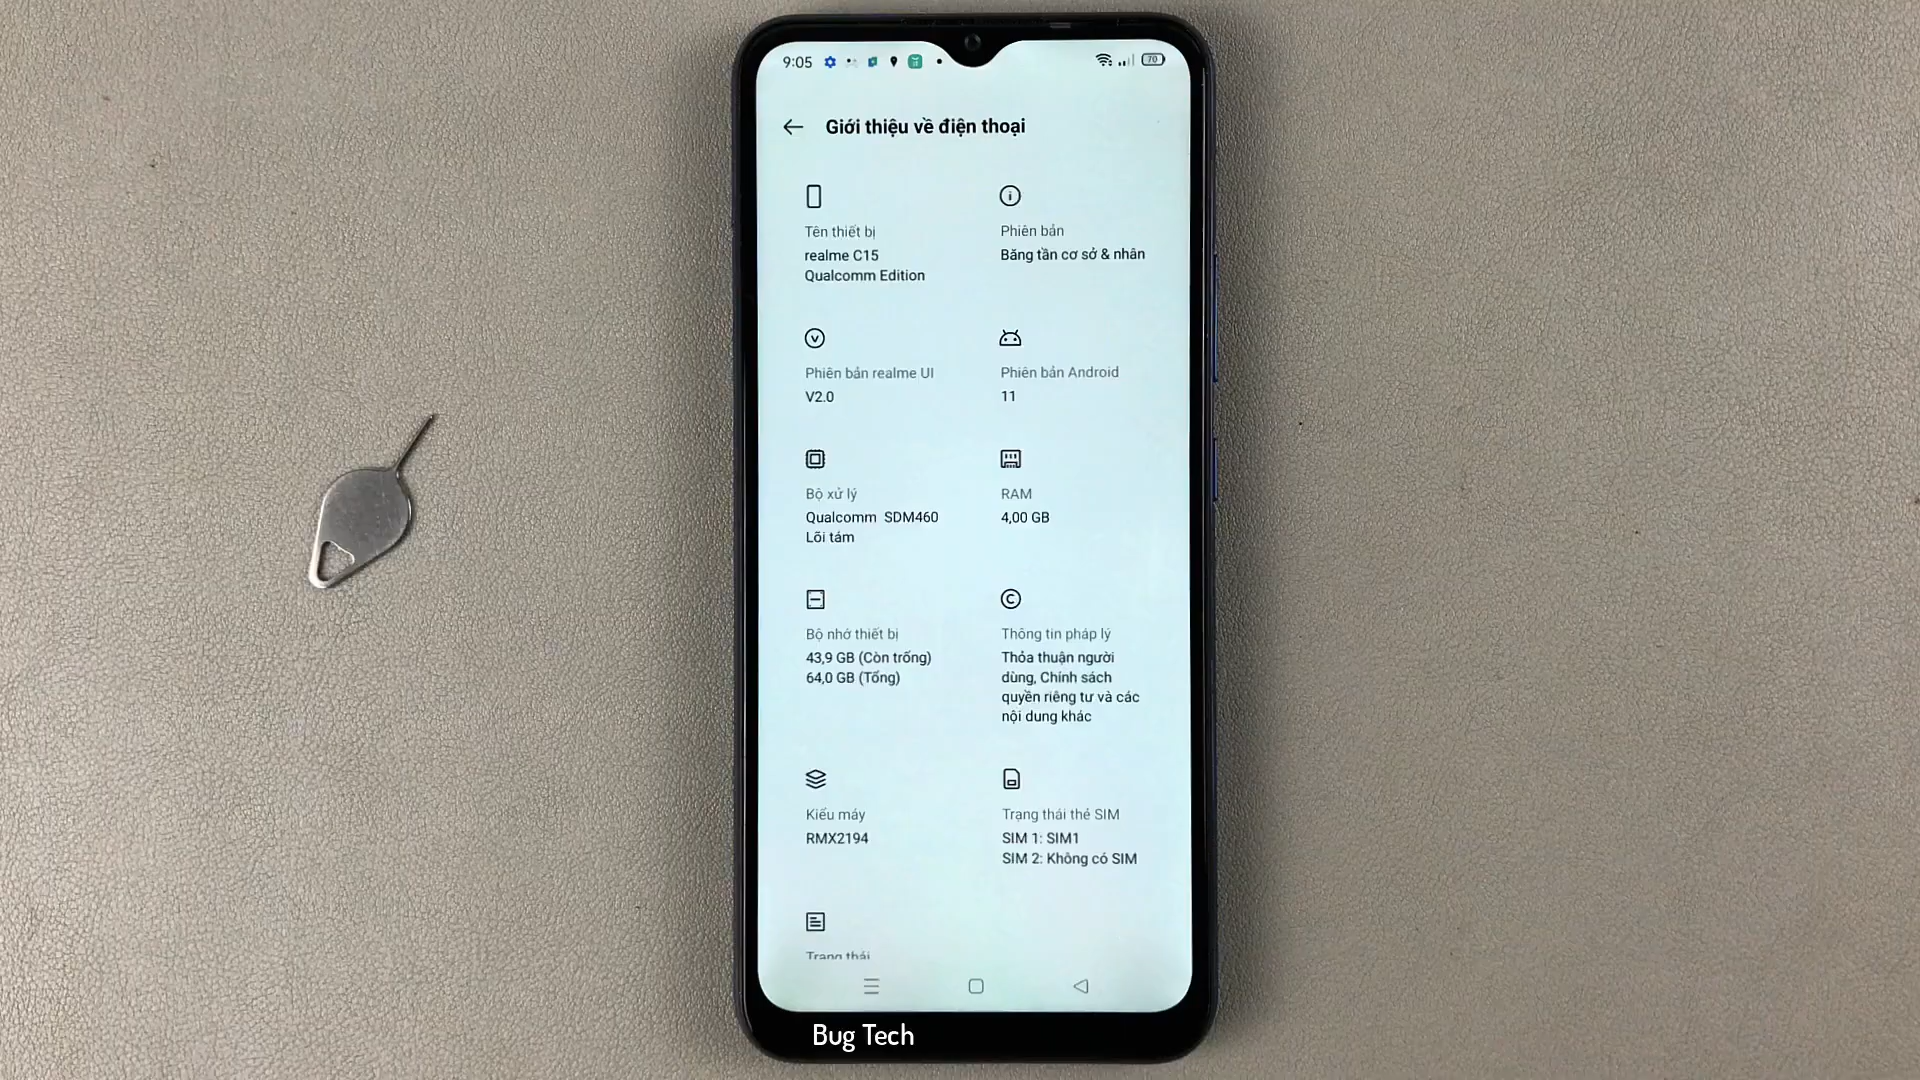 9:05
70
Giới thiệu về điện thoại
Tên thiết bị
realme C15
Qualcomm Edition
Phiên bản
Băng tần cơ sở & nhân
Phiên bản realme UI
V2.0
Phiên bản Android
11
Bộ xử lý
Qualcomm SDM460
Lõi tám
RAM
4,00 GB
Bộ nhớ thiết bị
43,9 GB (Còn trống)
64,0 GB (Tổng)
Thông tin pháp lý
Thỏa thuận người
dùng, Chính sách
quyền riêng tư và các
nội dung khác
Kiểu máy
RMX2194
Trạng thái thẻ SIM
SIM 1: SIM1
SIM 2: Không có SIM
Trạng thái
Bug Tech